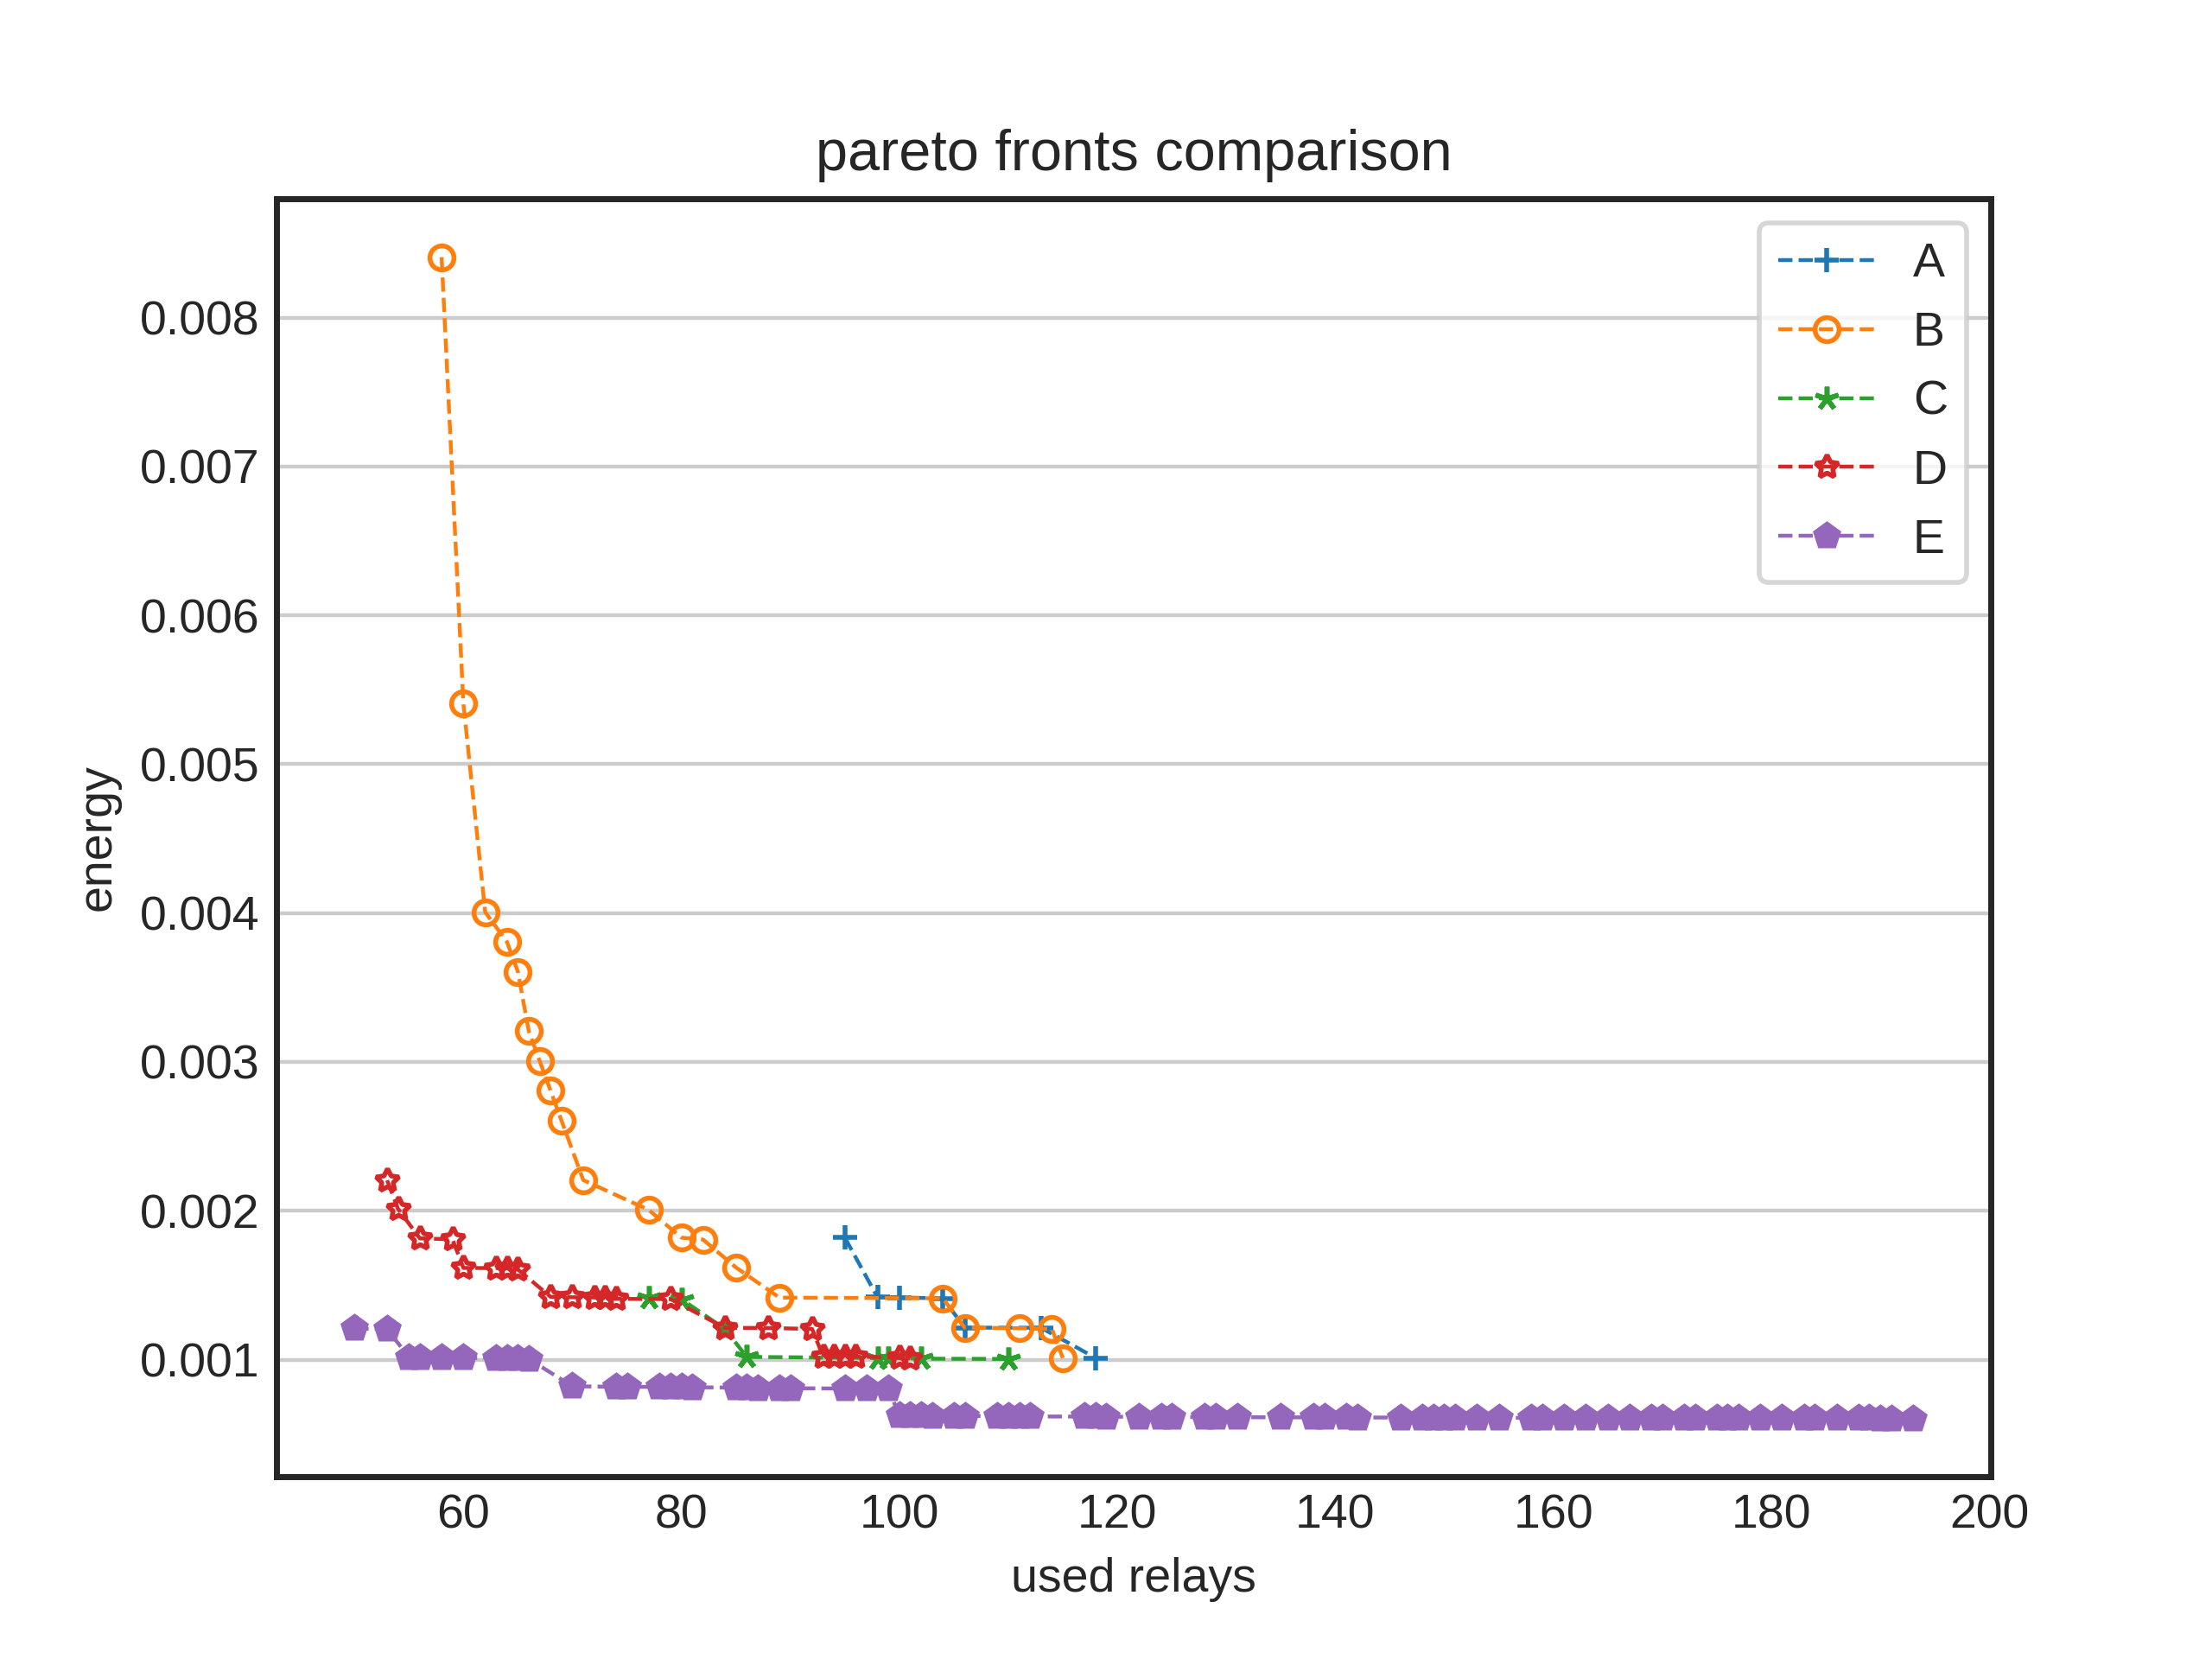 pareto fronts comparison
A
B
C
D
E
0.008
0.007
0.006
0.005
0.004
0.003
0.002
0.001
energy
60 80 100 120 140 160 180 200
used relays